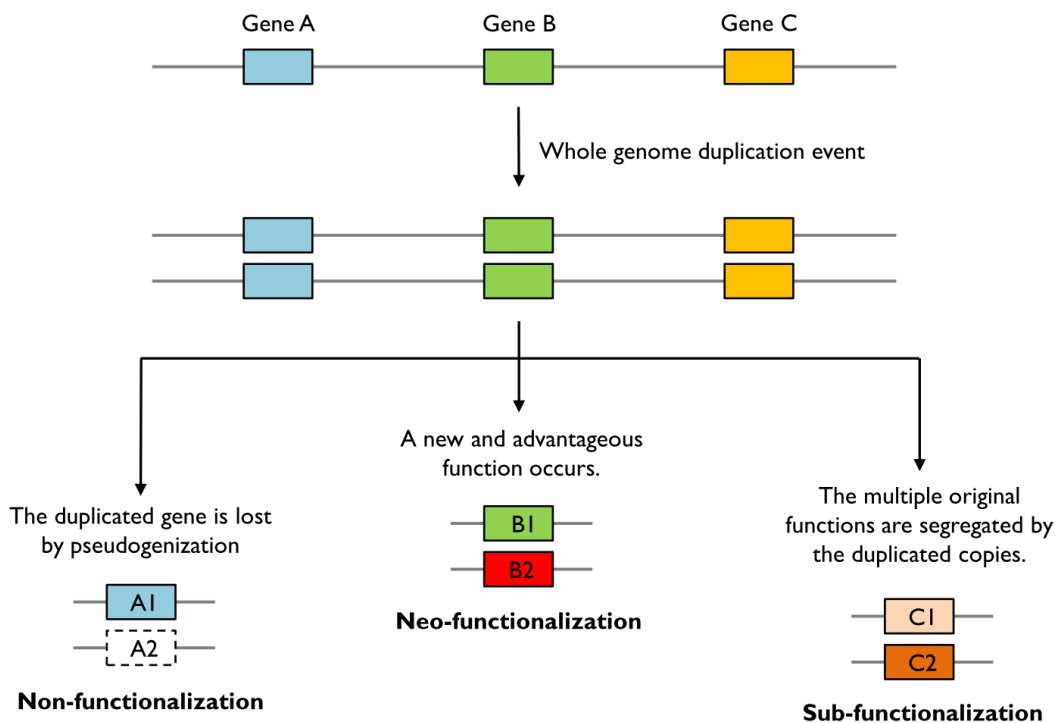 Gene A
Gene B
Gene C
Whole genome duplication event
The duplicated gene is lost
by pseudogenization
A1
A2
Non-functionalization
A new and advantageous
function occurs.
B1
B2
Neo-functionalization
The multiple original
functions are segregated by
the duplicated copies.
C1
C2
Sub-functionalization